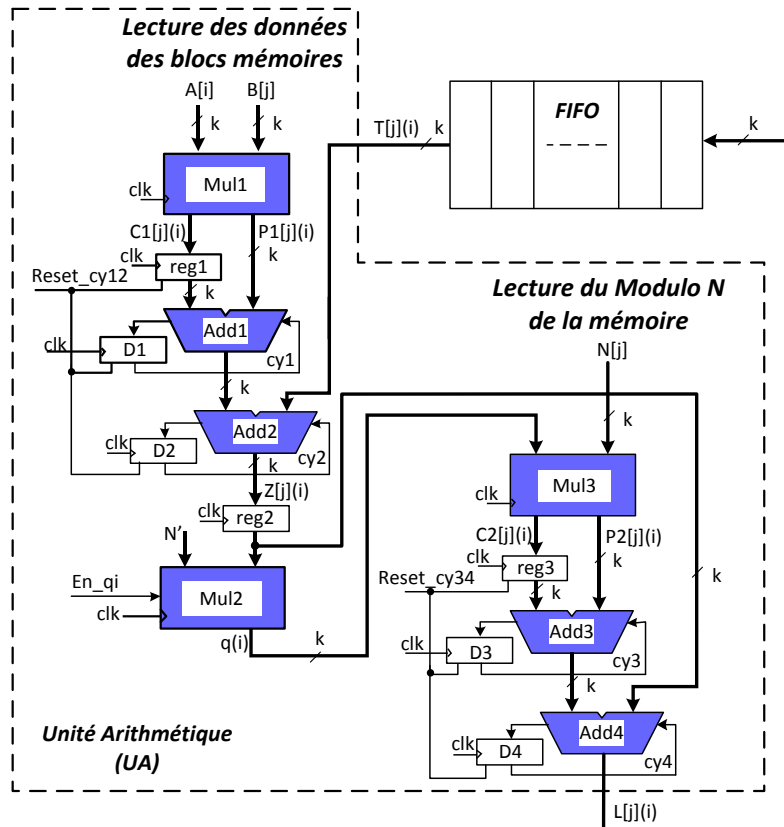 Lecture des données
des blocs mémoires
A[i]
B[j]
k
k
T[j](i)
k
FIFO
k
Mul1
clk
C1[j](i)
P1[j](i)
clk
reg1
k
k
Reset_cy12
Add1
clk
D1
cy1
k
Add2
clk
D2
cy2
k
Z[j](i)
clk
reg2
N'
En_qi
clk
Mul2
q(i)
k
Lecture du Modulo N
de la mémoire
N[j]
k
Mul3
clk
C2[j](i)
P2[j](i)
clk
reg3
k
k
k
Reset_cy34
Add3
clk
D3
cy3
k
Add4
clk
D4
cy4
L[j](i)
Unité Arithmétique
(UA)